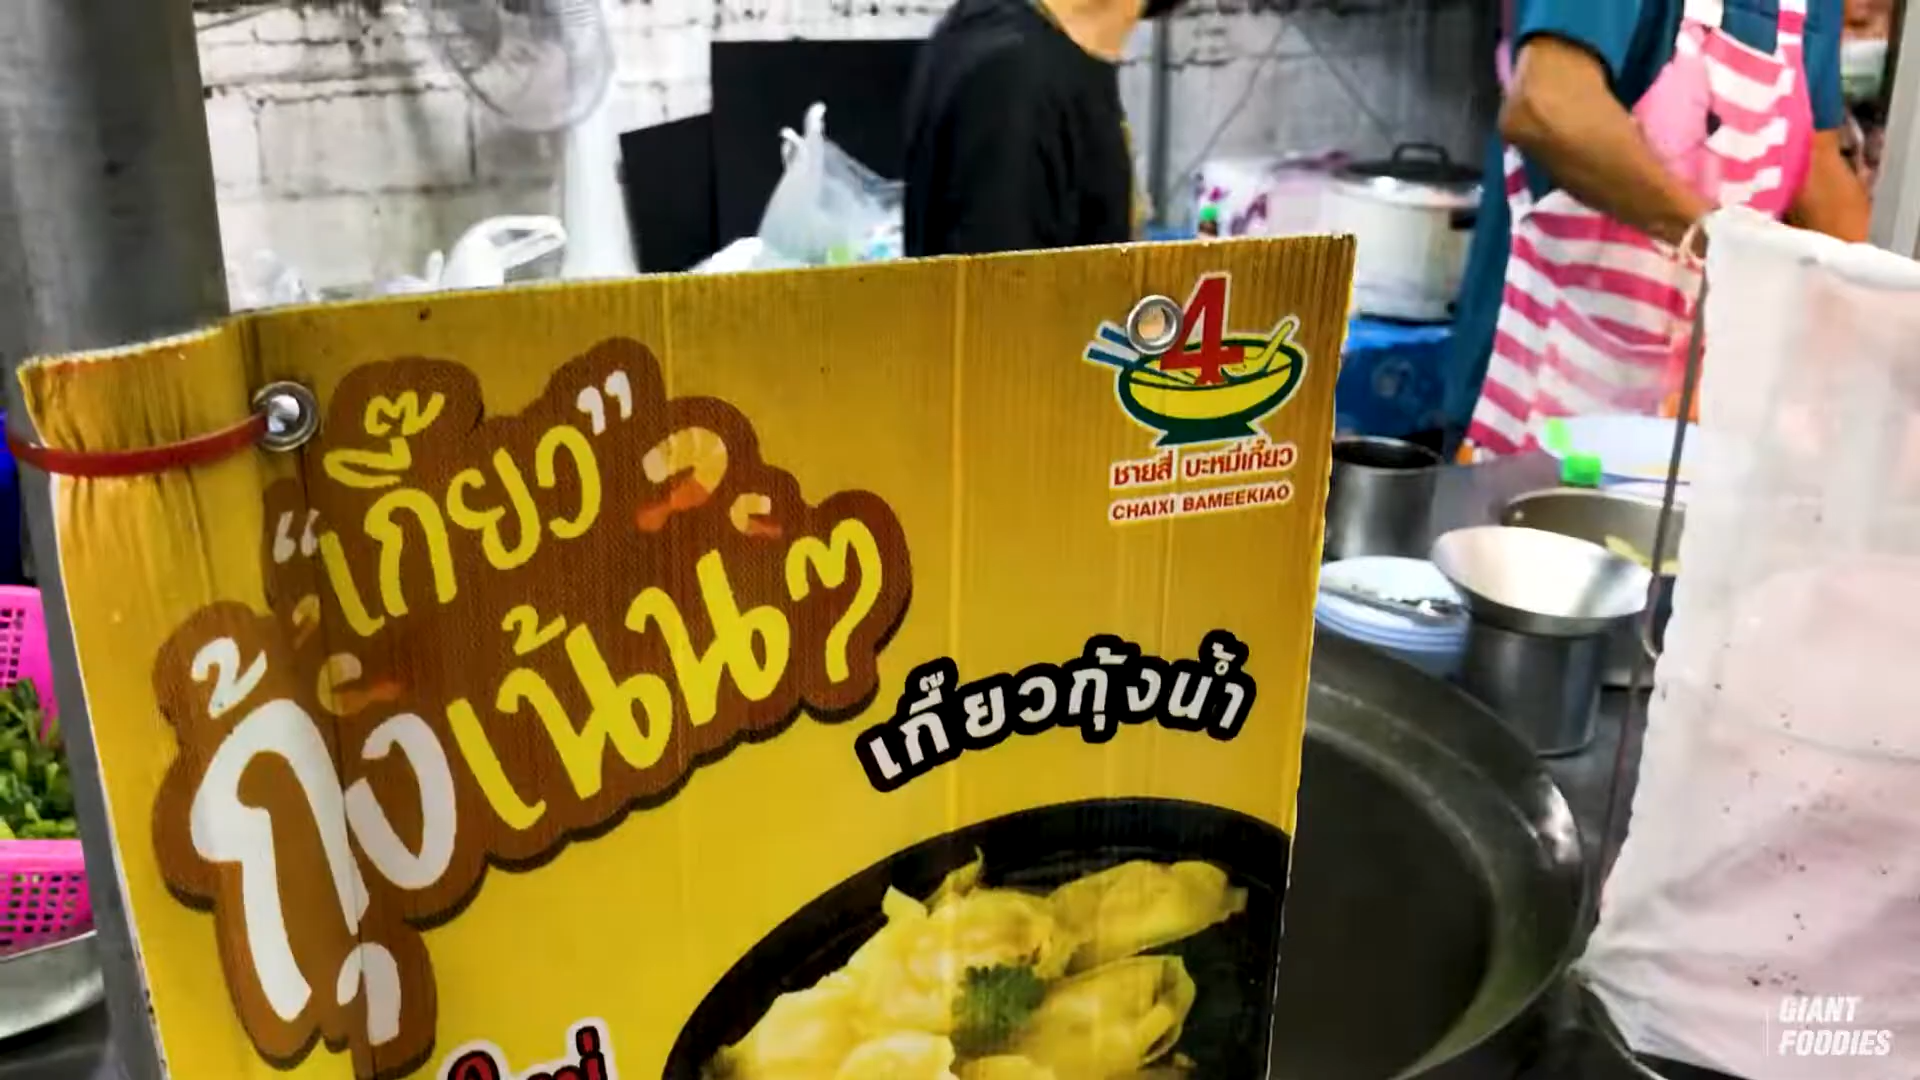 “เกี๊ยว”
กุ้งเน้นๆ
4
ชายสี่ บะหมี่เกี๊ยว
CHAIXI BAMEEKIAO
เกี๊ยวกุ้งน้ำ
GIANT
FOODIES